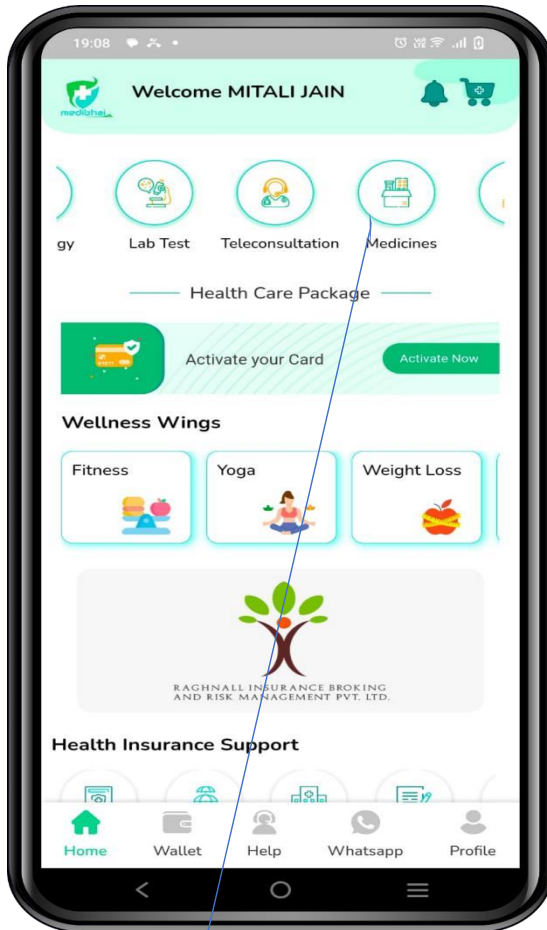 19:08
medibhai
Welcome MITALI JAIN
gy Lab Test Teleconsultation Medicines
Health Care Package
Activate your Card Activate Now
Wellness Wings
Fitness Yoga Weight Loss
RAGHNALL INSURANCE BROKING
AND RISK MANAGEMENT PVT. LTD.
Health Insurance Support
Home Wallet Help Whatsapp Profile